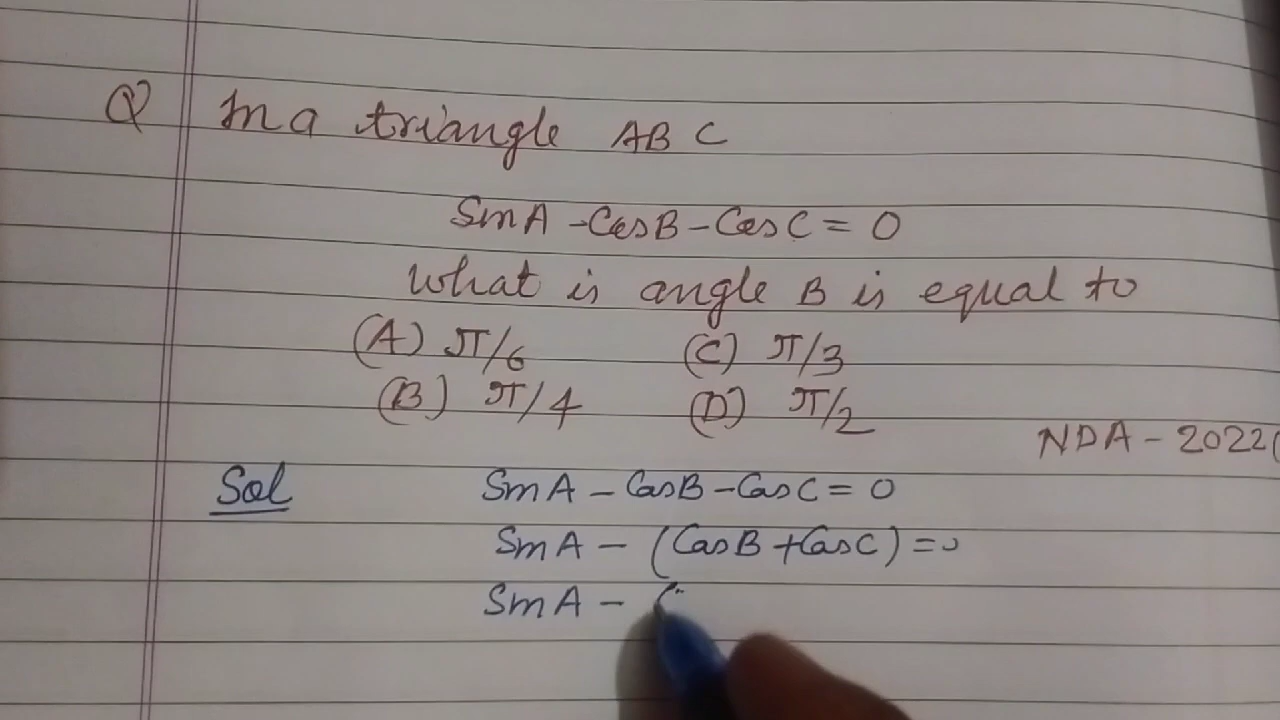 Q In a triangle ABC
SinA - CosB - CosC = 0
What is angle B is equal to
(A) π/6 (C) π/3
(B) π/4 (D) π/2
NDA - 2022(
Sol SinA - CosB - CosC = 0
SinA - (CosB + CosC) = 0
SinA - (